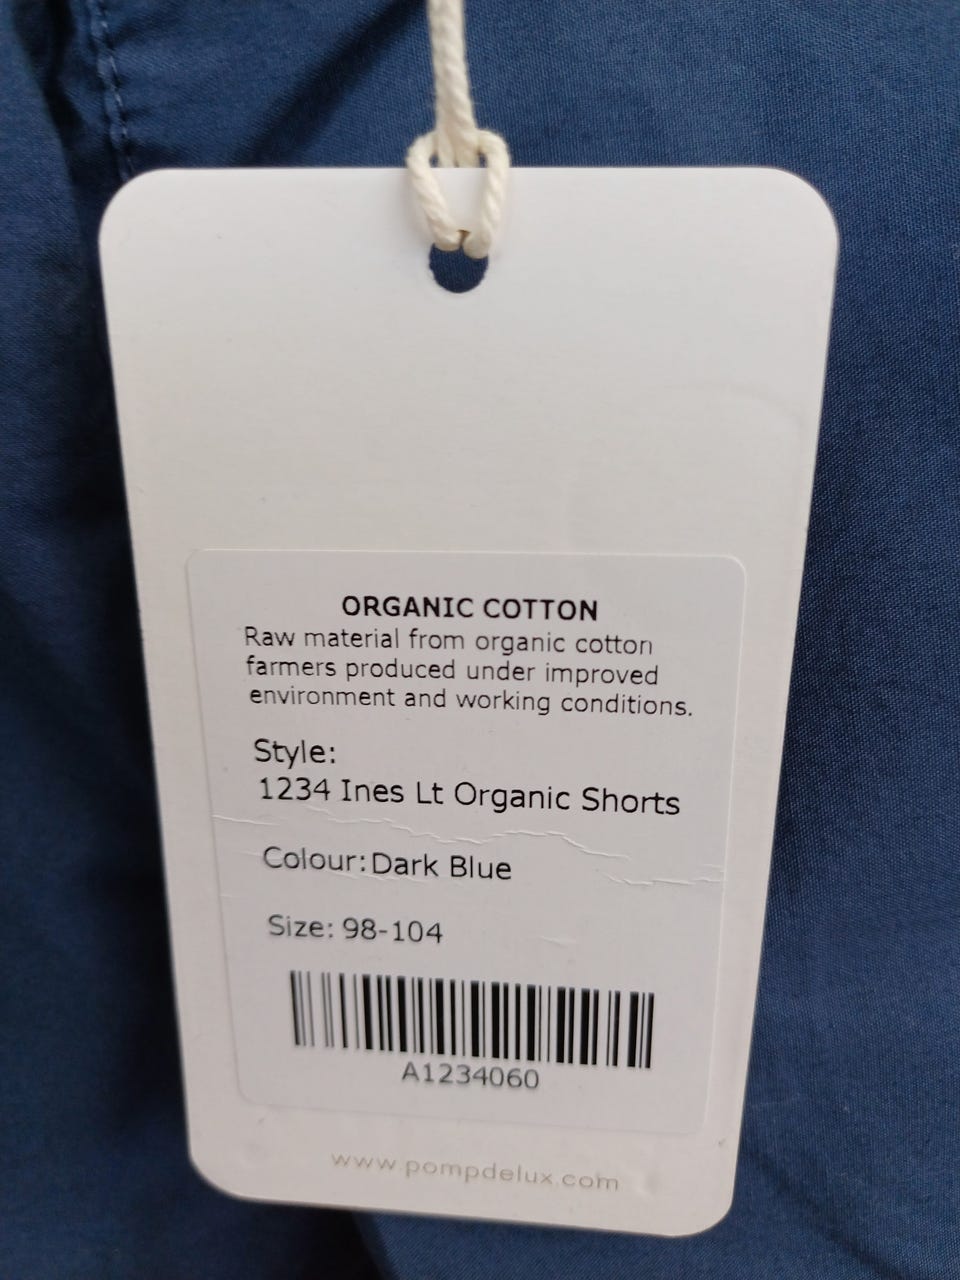 ORGANIC COTTON
Raw material from organic cotton
farmers produced under improved
environment and working conditions.
Style:
1234 Ines Lt Organic Shorts
Colour:Dark Blue
Size: 98-104
A1234060
www.pompdelux.com